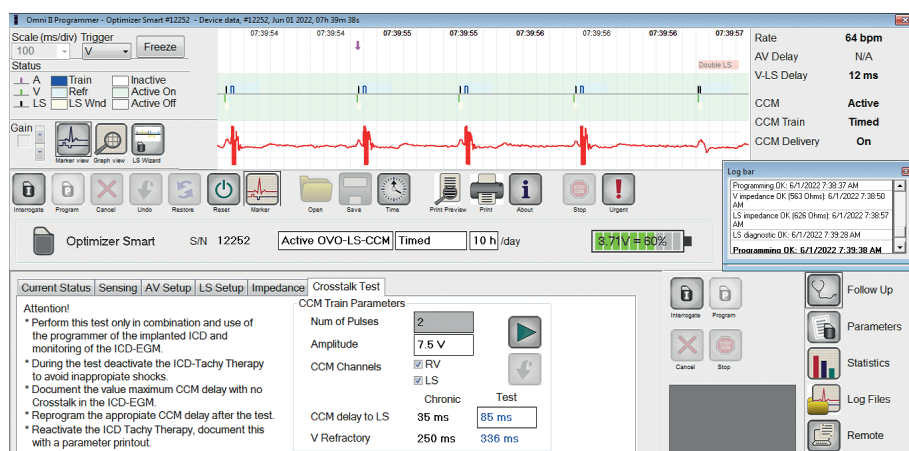 Omni II Programmer - Optimizer Smart #12252 - Device data, #12252, Jun 01 2022, 07h 39m 38s
Scale (ms/div) Trigger
100 V Freeze
Status
A Train Inactive
V Refr Active On
LS LS Wnd Active Off
Gain
Marker view Graph view LS Wizard
07:39:54 07:39:54 07:39:55 07:39:55 07:39:56 07:39:56 07:39:56 07:39:57
Double LS
Rate 64 bpm
AV Delay N/A
V-LS Delay 12 ms
CCM Active
CCM Train Timed
CCM Delivery On
Interrogate Program Cancel Undo Restore Reset Marker Open Save Time Print Preview Print About Stop Urgent
Log bar
Programming OK: 6/1/2022 7:38:37 AM
V impedance OK (563 Ohms): 6/1/2022 7:38:50
AM
LS impedance OK (626 Ohms): 6/1/2022 7:38:57
AM
LS diagnostic OK: 6/1/2022 7:39:28 AM
Programming OK: 6/1/2022 7:39:38 AM
Optimizer Smart S/N 12252 Active OVO-LS-CCM Timed 10 h /day 3.71V = 60%
Current Status Sensing AV Setup LS Setup Impedance Crosstalk Test
Attention!
* Perform this test only in combination and use of
the programmer of the implanted ICD and
monitoring of the ICD-EGM.
* During the test deactivate the ICD-Tachy Therapy
to avoid inappropiate shocks.
* Document the value maximum CCM delay with no
Crosstalk in the ICD-EGM.
* Reprogram the appropiate CCM delay after the test.
* Reactivate the ICD Tachy Therapy, document this
with a parameter printout.
CCM Train Parameters
Num of Pulses 2
Amplitude 7.5 V
CCM Channels RV
LS
Chronic Test
CCM delay to LS 35 ms 85 ms
V Refractory 250 ms 336 ms
Interrogate Program
Cancel Stop
Follow Up
Parameters
Statistics
Log Files
Remote